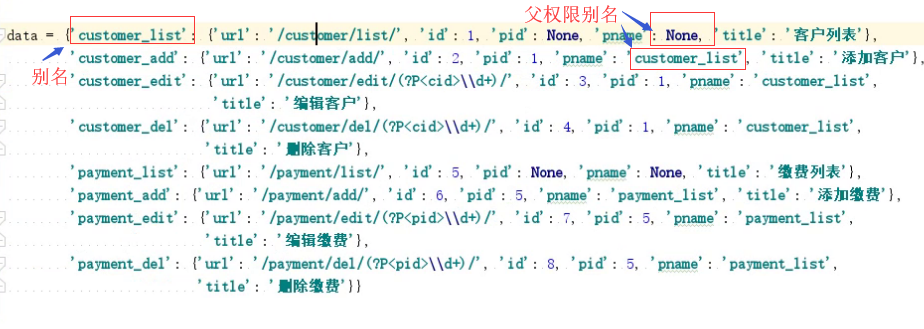 父权限别名
data = {'customer_list': {'url': '/customer/list/', 'id': 1, 'pid': None, 'pname': None, 'title': '客户列表'},
别名
'customer_add': {'url': '/customer/add/', 'id': 2, 'pid': 1, 'pname': 'customer_list', 'title': '添加客户'},
'customer_edit': {'url': '/customer/edit/(?P<cid>\\d+)/', 'id': 3, 'pid': 1, 'pname': 'customer_list',
'title': '编辑客户'},
'customer_del': {'url': '/customer/del/(?P<cid>\\d+)/', 'id': 4, 'pid': 1, 'pname': 'customer_list',
'title': '删除客户'},
'payment_list': {'url': '/payment/list/', 'id': 5, 'pid': None, 'pname': None, 'title': '缴费列表'},
'payment_add': {'url': '/payment/add/', 'id': 6, 'pid': 5, 'pname': 'payment_list', 'title': '添加缴费'},
'payment_edit': {'url': '/payment/edit/(?P<pid>\\d+)/', 'id': 7, 'pid': 5, 'pname': 'payment_list',
'title': '编辑缴费'},
'payment_del': {'url': '/payment/del/(?P<pid>\\d+)/', 'id': 8, 'pid': 5, 'pname': 'payment_list',
'title': '删除缴费'}}